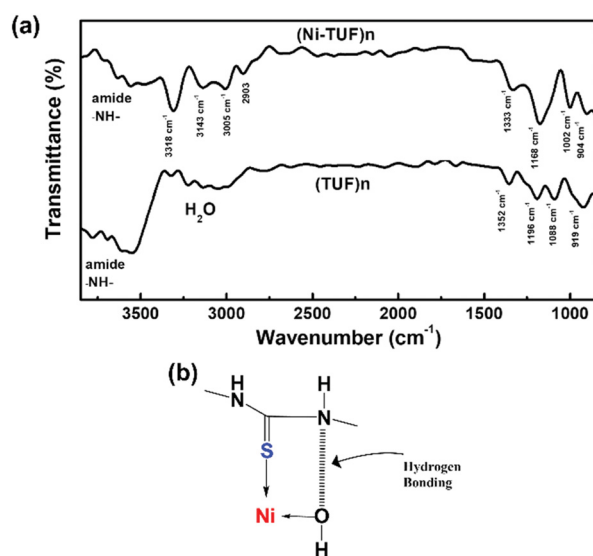 (a)
(Ni-TUF)n
amide
-NH-
3318 cm⁻¹
3143 cm⁻¹
3005 cm⁻¹
2903
1333 cm⁻¹
1168 cm⁻¹
1002 cm⁻¹
904 cm⁻¹
(TUF)n
H₂O
amide
-NH-
1352 cm⁻¹
1196 cm⁻¹
1088 cm⁻¹
919 cm⁻¹
Transmittance (%)
3500 3000 2500 2000 1500 1000
Wavenumber (cm⁻¹)
(b)
H H
N N
S
Hydrogen
Bonding
Ni O
H